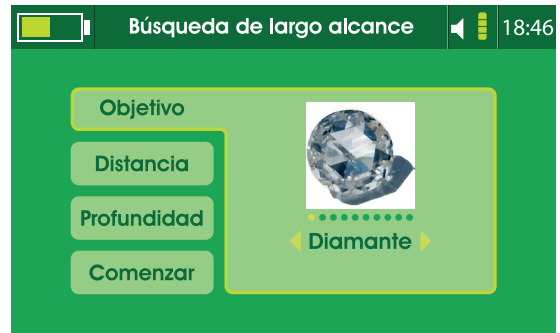 Búsqueda de largo alcance
18:46
Objetivo
Distancia
Profundidad
Comenzar
Diamante